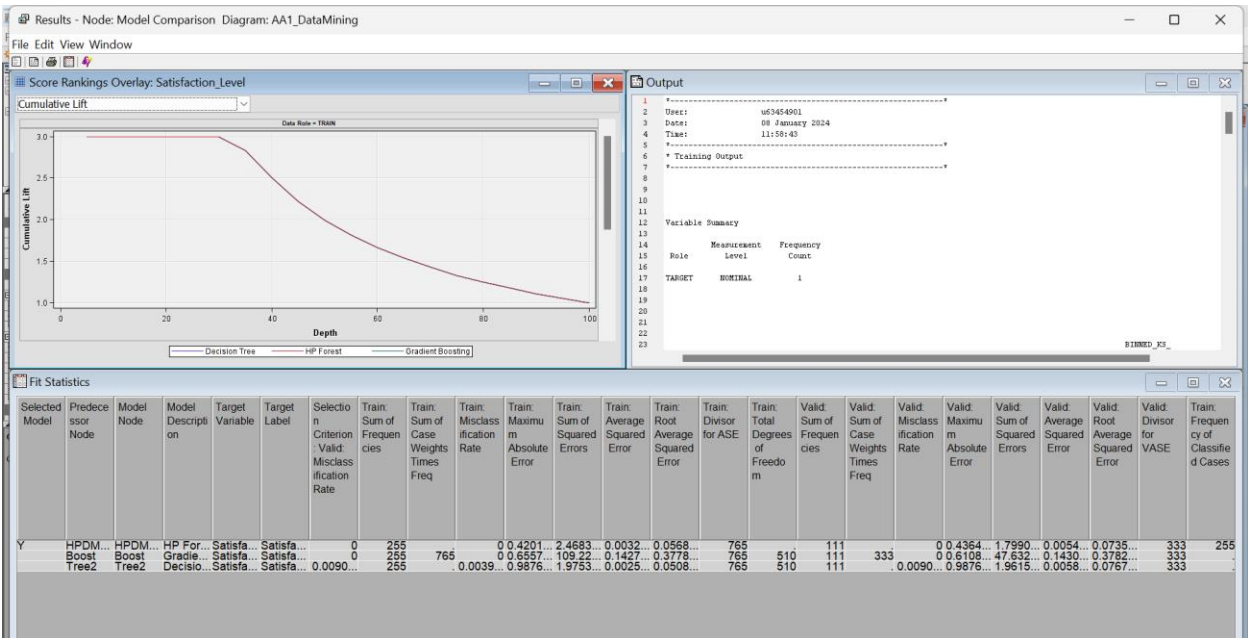 Results - Node: Model Comparison Diagram: AA1_DataMining
File Edit View Window
Score Rankings Overlay: Satisfaction_Level
Cumulative Lift
Data Role = TRAIN
Cumulative Lift
3.0
2.5
2.0
1.5
1.0
0 20 40 60 80 100
Depth
Decision Tree HP Forest Gradient Boosting
Output
1 *------------------------------------------------------------*
2 User: u63454901
3 Date: 08 January 2024
4 Time: 11:58:43
5 *------------------------------------------------------------*
6 * Training Output
7 *------------------------------------------------------------*
8
9
10
11
12 Variable Summary
13
14 Measurement Frequency
15 Role Level Count
16
17 TARGET NOMINAL 1
18
19
20
21
22
23 BINNED_KS_
Fit Statistics
Selected Model
Predecessor Node
Model Node
Model Description
Target Variable
Target Label
Selection Criterion: Valid: Misclassification Rate
Train: Sum of Frequencies
Train: Sum of Case Weights Times Freq
Train: Misclassification Rate
Train: Maximum Absolute Error
Train: Sum of Squared Errors
Train: Average Squared Error
Train: Root Average Squared Error
Train: Divisor for ASE
Train: Total Degrees of Freedom
Valid: Sum of Frequencies
Valid: Sum of Case Weights Times Freq
Valid: Misclassification Rate
Valid: Maximum Absolute Error
Valid: Sum of Squared Errors
Valid: Average Squared Error
Valid: Root Average Squared Error
Valid: Divisor for VASE
Train: Frequency of Classified Cases
Y HPDM... HPDM... HP For... Satisfa... Satisfa... 0 255 . 0 0.4201... 2.4683... 0.0032... 0.0568... 765 . 111 . 0 0.4364... 1.7990... 0.0054... 0.0735... 333 255
Boost Boost Gradie... Satisfa... Satisfa... 0 255 765 0 0.6557... 109.22... 0.1427... 0.3778... 765 510 111 333 0 0.6108... 47.632... 0.1430... 0.3782... 333 .
Tree2 Tree2 Decisio... Satisfa... Satisfa... 0.0090... 255 . 0.0039... 0.9876... 1.9753... 0.0025... 0.0508... 765 510 111 . 0.0090... 0.9876... 1.9615... 0.0058... 0.0767... 333 .